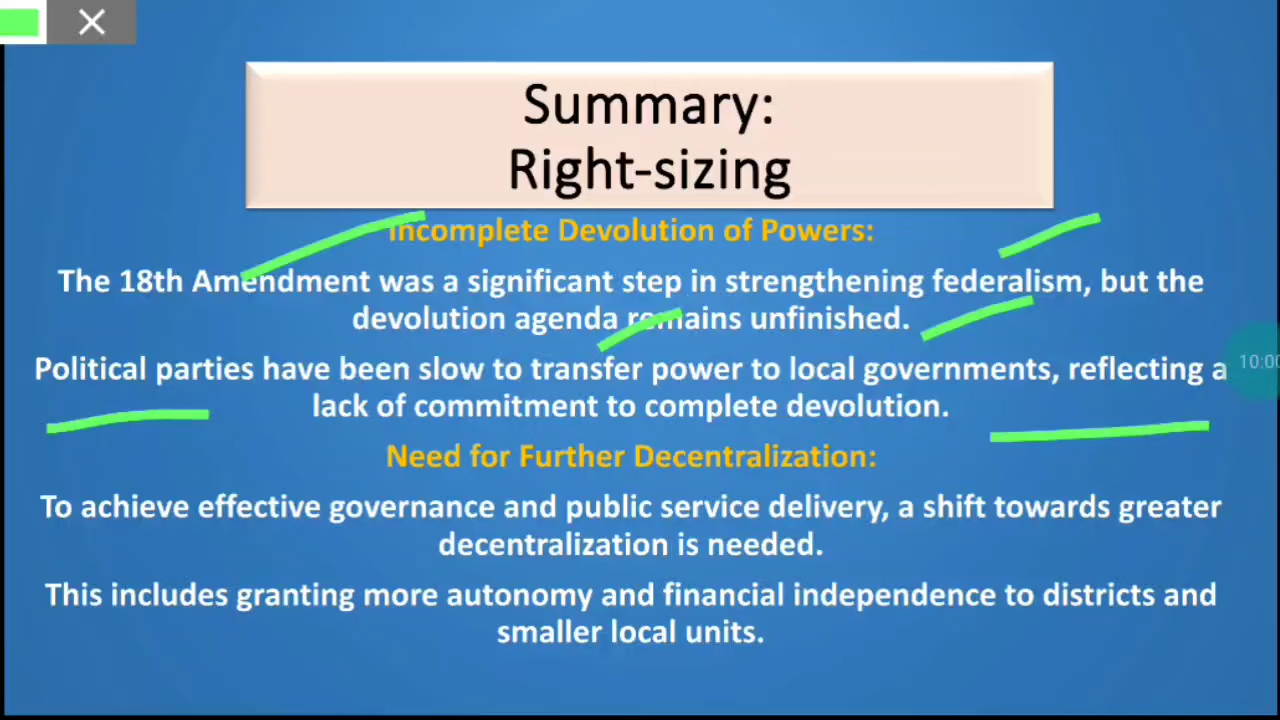 Summary:
Right-sizing
Incomplete Devolution of Powers:
The 18th Amendment was a significant step in strengthening federalism, but the
devolution agenda remains unfinished.
Political parties have been slow to transfer power to local governments, reflecting a
lack of commitment to complete devolution.
Need for Further Decentralization:
To achieve effective governance and public service delivery, a shift towards greater
decentralization is needed.
This includes granting more autonomy and financial independence to districts and
smaller local units.